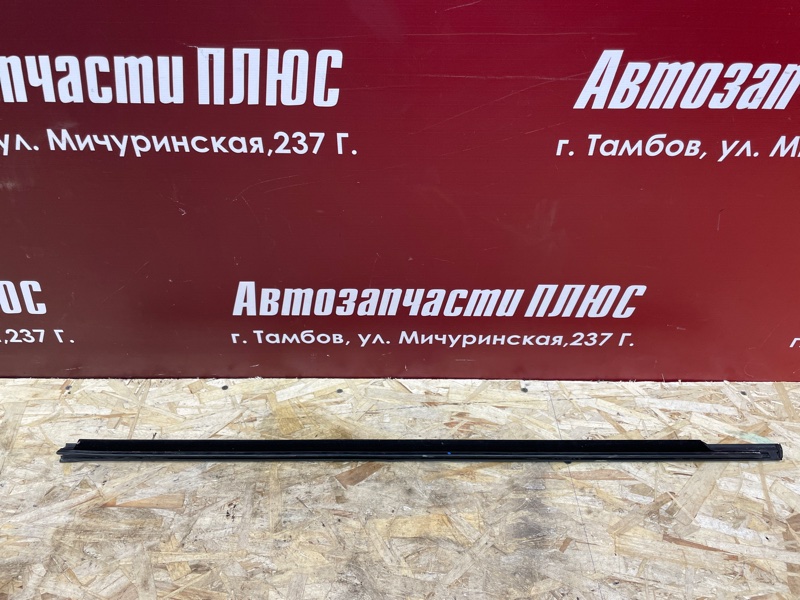 пчасти ПЛЮС
ул. Мичуринская,237 Г.
Автозап
г. Тамбов, ул. М
ЮС
,237 Г.
Автозапчасти ПЛЮС
г. Тамбов, ул. Мичуринская,237 Г.
г.